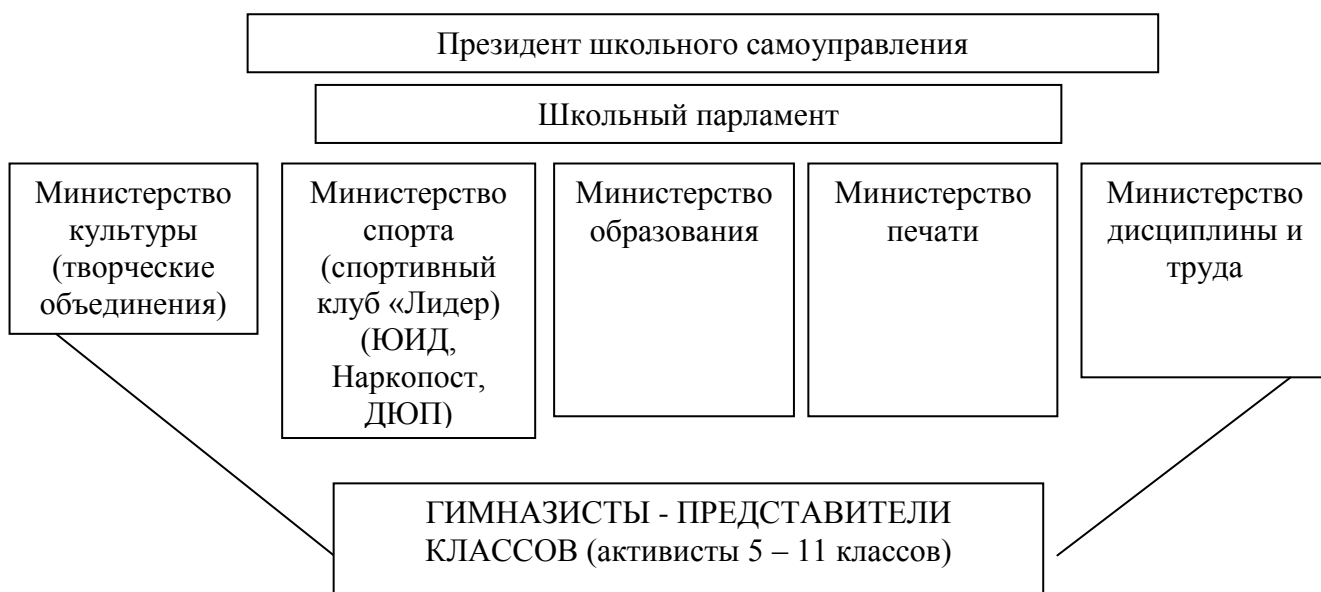 Президент школьного самоуправления
Школьный парламент
Министерство
культуры
(творческие
объединения)
Министерство
спорта
(спортивный
клуб «Лидер)
(ЮИД,
Наркопост,
ДЮП)
Министерство
образования
Министерство
печати
Министерство
дисциплины и
труда
ГИМНАЗИСТЫ - ПРЕДСТАВИТЕЛИ
КЛАССОВ (активисты 5 – 11 классов)